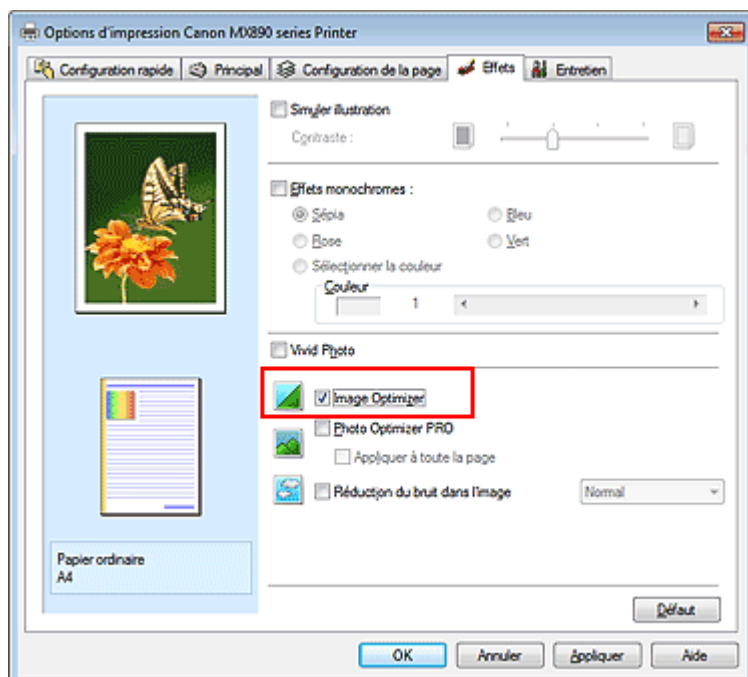 Options d'impression Canon MX890 series Printer
Configuration rapide Principal Configuration de la page Effets Entretien
Simuler illustration
Contraste :
Effets monochromes :
Sépia Bleu
Rose Vert
Sélectionner la couleur
Couleur
1
Vivid Photo
Image Optimizer
Photo Optimizer PRO
Appliquer à toute la page
Réduction du bruit dans l'image Normal
Papier ordinaire
A4
Défaut
OK Annuler Appliquer Aide